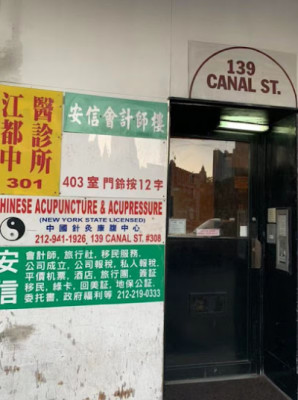 139
CANAL ST.
江都中
醫診所
301
安信會計師樓
403 室 門鈴按12字
CHINESE ACUPUNCTURE & ACUPRESSURE
(NEW YORK STATE LICENSED)
中國針灸康離中心
212-941-1926, 139 CANAL ST. #308
安信
會計師, 旅行社, 移民服務,
公司成立, 公司報稅, 私人報稅,
平價机票, 酒店, 旅行團, 簽証
移民, 綠卡, 回美証, 地保公証,
委托書, 政府福利等 212-219-0333